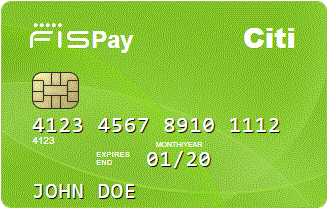 FISPay Citi
4123 4567 8910 1112
4123
MONTH/YEAR
EXPIRES
END 01/20
JOHN DOE